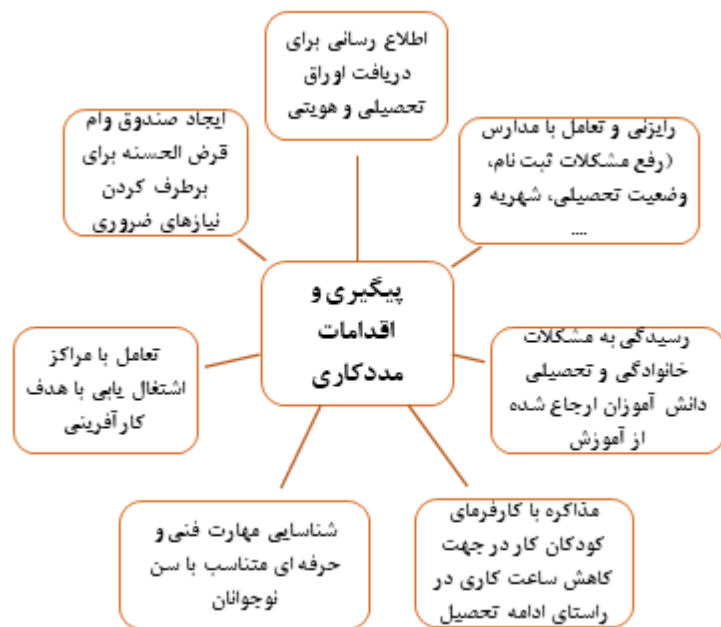 اطلاع رسانی برای
دریافت اوراق
تحصیلی و هویتی
رایزنی و تعامل با مدارس
(رفع مشکلات ثبت نام،
وضعیت تحصیلی، شهریه و
....
رسیدگی به مشکلات
خانوادگی و تحصیلی
دانش آموزان ارجاع شده
از آموزش
مذاکره با کارفرمای
کودکان کار در جهت
کاهش ساعت کاری در
راستای ادامه تحصیل
شناسایی مهارت فنی و
حرفه ای متناسب با سن
نوجوانان
تعامل با مراکز
اشتغال یابی با هدف
کارآفرینی
ایجاد صندوق وام
قرض الحسنه برای
برطرف کردن
نیازهای ضروری
پیگیری و
اقدامات
مددکاری